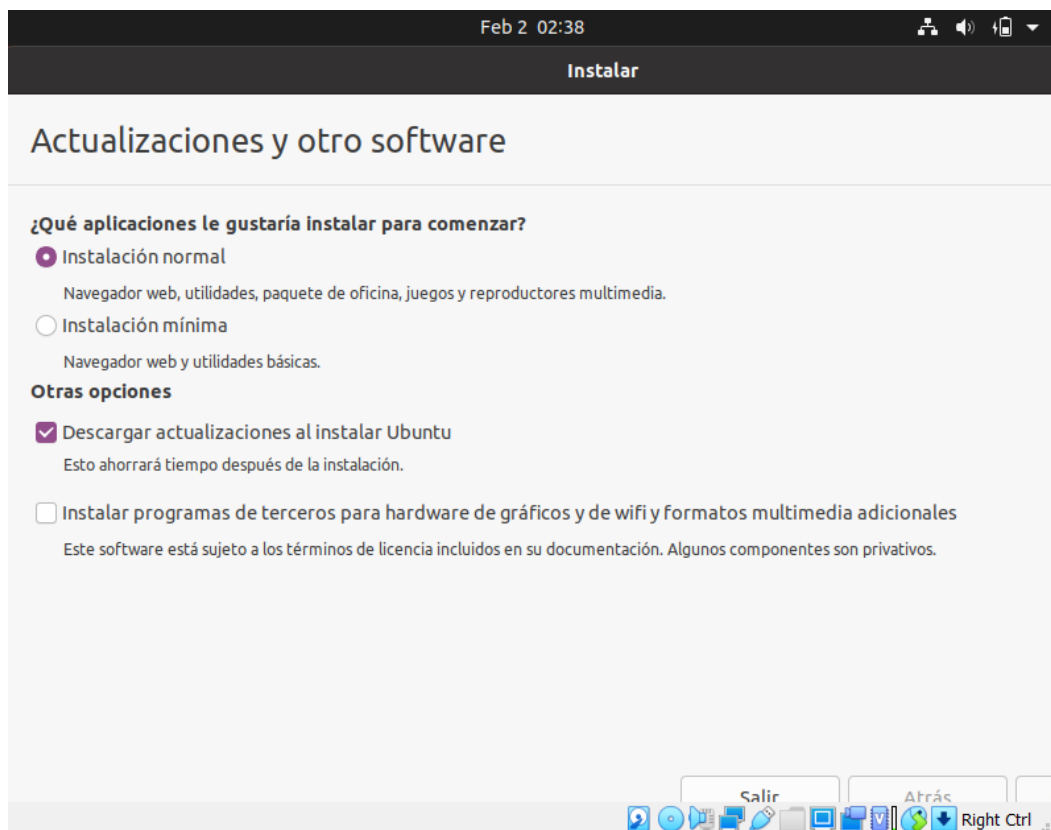 Feb 2 02:38
Instalar
Actualizaciones y otro software
¿Qué aplicaciones le gustaría instalar para comenzar?
Instalación normal
Navegador web, utilidades, paquete de oficina, juegos y reproductores multimedia.
Instalación mínima
Navegador web y utilidades básicas.
Otras opciones
Descargar actualizaciones al instalar Ubuntu
Esto ahorrará tiempo después de la instalación.
Instalar programas de terceros para hardware de gráficos y de wifi y formatos multimedia adicionales
Este software está sujeto a los términos de licencia incluidos en su documentación. Algunos componentes son privativos.
Salir Atrás
Right Ctrl